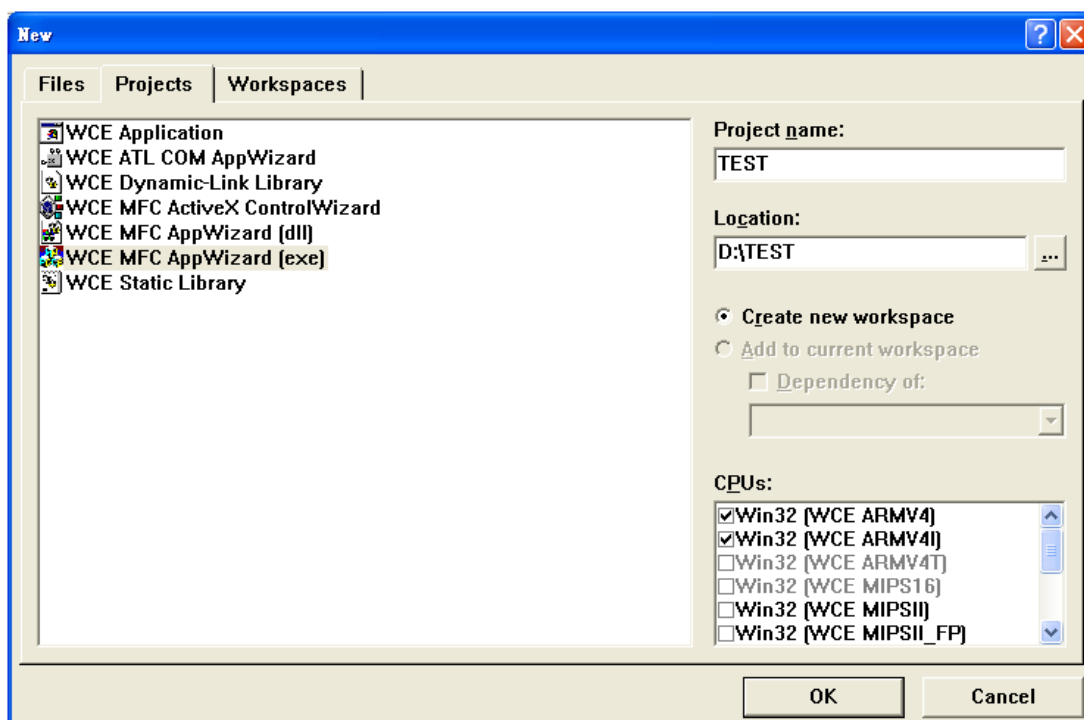 New
Files Projects Workspaces
WCE Application
WCE ATL COM AppWizard
WCE Dynamic-Link Library
WCE MFC ActiveX ControlWizard
WCE MFC AppWizard (dll)
WCE MFC AppWizard (exe)
WCE Static Library
Project name:
TEST
Location:
D:\TEST
...
Create new workspace
Add to current workspace
Dependency of:
CPUs:
Win32 (WCE ARMV4)
Win32 (WCE ARMV4I)
Win32 (WCE ARMV4T)
Win32 (WCE MIPS16)
Win32 (WCE MIPSII)
Win32 (WCE MIPSII_FP)
OK Cancel